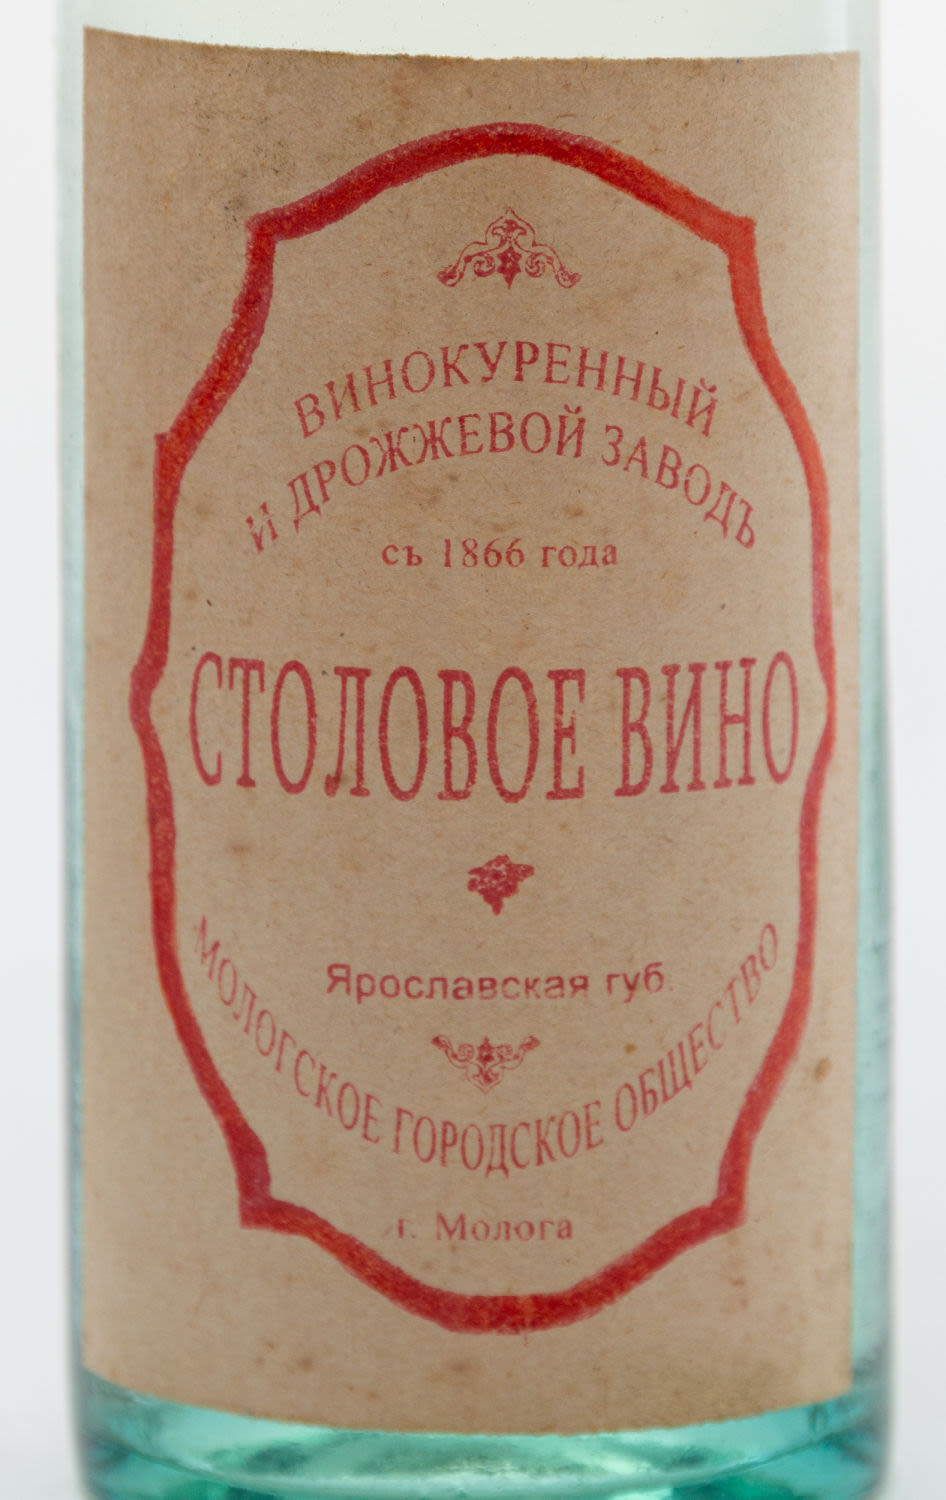 ВИНОКУРЕННЫЙ
И ДРОЖЖЕВОЙ ЗАВОДЪ
съ 1866 года
СТОЛОВОЕ ВИНО
Ярославская губ.
МОЛОГСКОЕ ГОРОДСКОЕ ОБЩЕСТВО
г. Молога